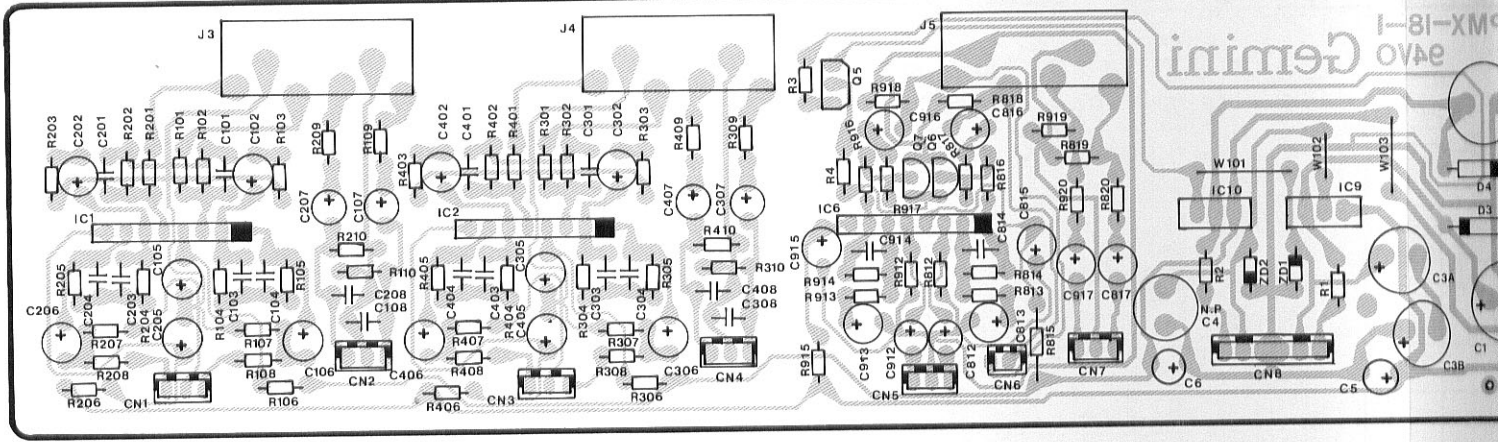 J3
J4
J5
PMX-18-1
94VO
Gemini
R203
C202
C201
R202
R201
R101
R102
C101
C102
R103
R209
R109
C402
C401
R402
R401
R301
R302
C301
C302
R303
R409
R309
R403
R3
Q5
R918
R818
C916
C816
R916
Q7
Q6
R817
R919
R819
R4
R816
W101
W102
W103
D4
D3
IC1
C207
C107
IC2
C407
C307
IC6
R917
C815
R920
R820
IC10
IC9
R210
R110
R410
R310
C915
C914
C814
R205
C204
C203
R204
C105
C205
R104
C103
C104
R105
C208
C108
R405
C404
C403
R404
C305
C405
R304
C303
C304
R305
C408
C308
R914
R913
R912
R812
R814
R813
C917
C817
R2
ZD2
ZD1
R1
C3A
C206
R207
R208
R107
R108
C106
C406
R407
R408
R307
R308
C306
R915
C913
C912
C812
C813
R815
N.P
C4
C3B
C1
R206
CN1
R106
CN2
R406
CN3
R306
CN4
CN5
CN6
CN7
C6
CN8
C5